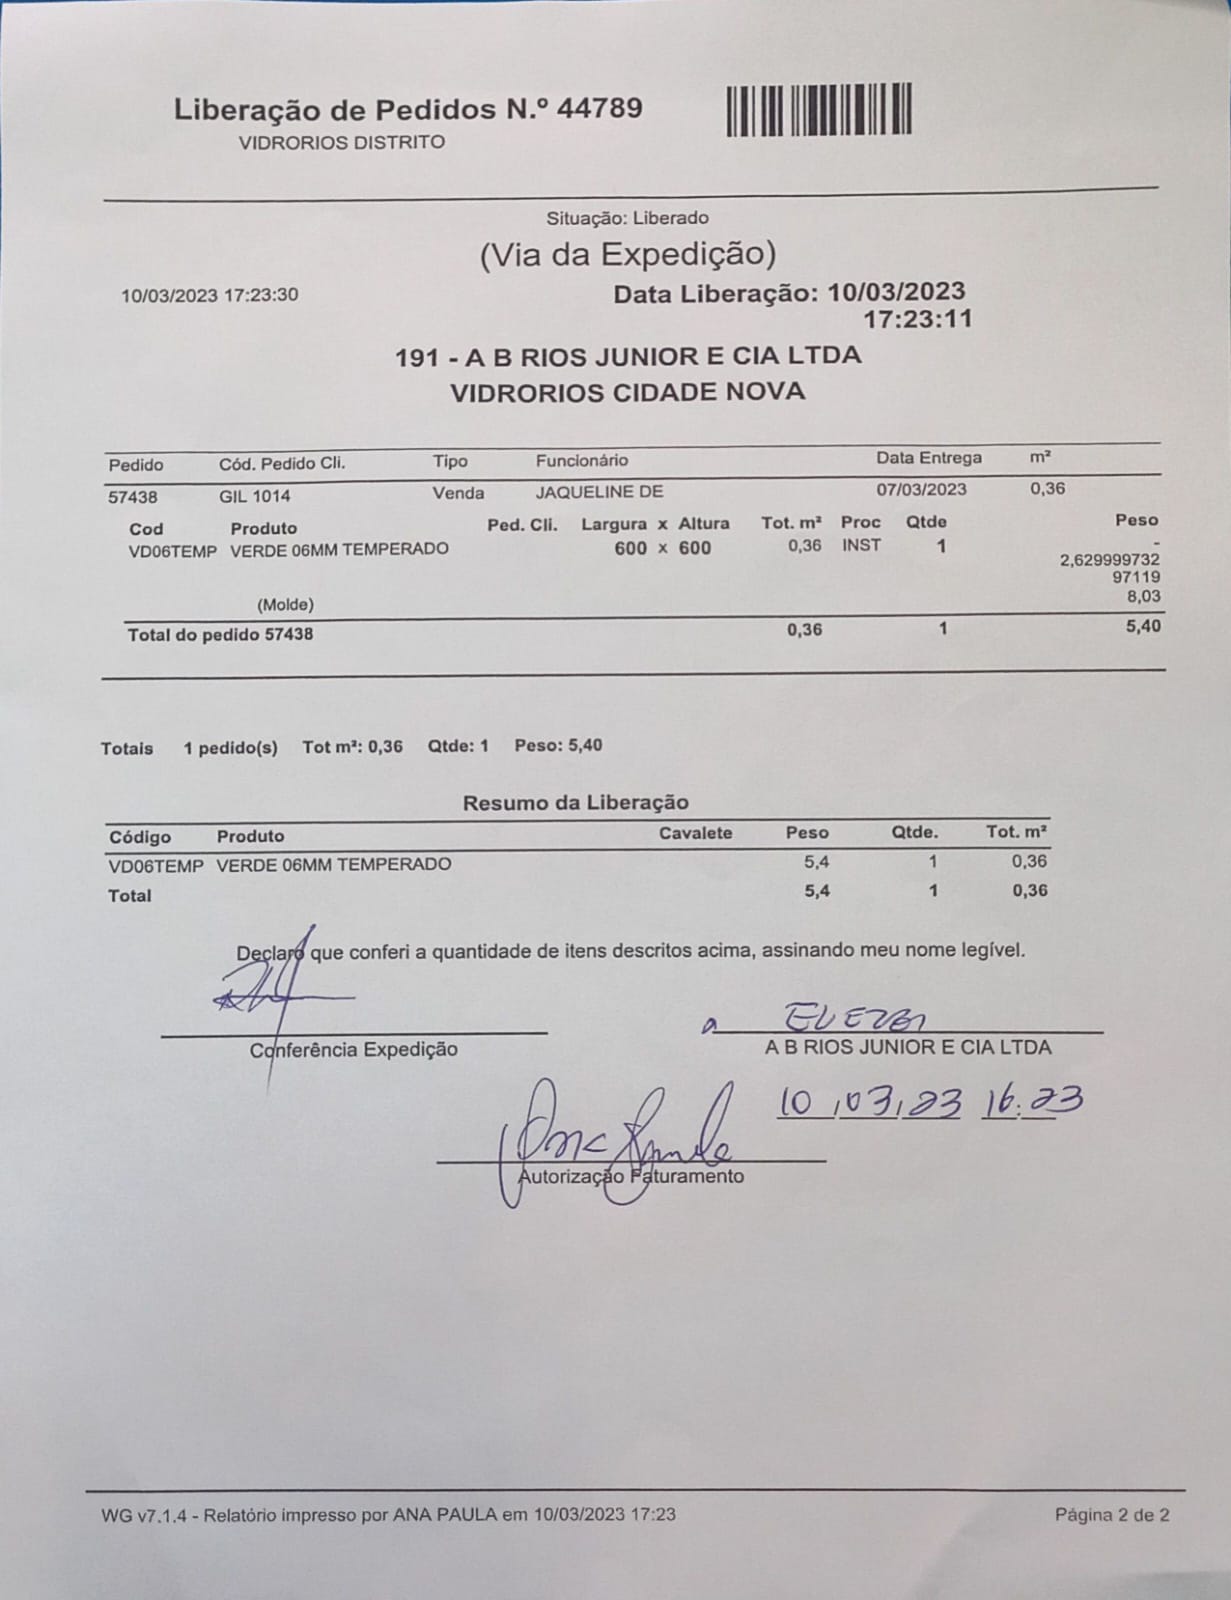 Liberação de Pedidos N.º 44789
VIDRORIOS DISTRITO
Situação: Liberado
(Via da Expedição)
10/03/2023 17:23:30 Data Liberação: 10/03/2023
17:23:11
191 - A B RIOS JUNIOR E CIA LTDA
VIDRORIOS CIDADE NOVA
Pedido Cód. Pedido Cli. Tipo Funcionário Data Entrega m²
57438 GIL 1014 Venda JAQUELINE DE 07/03/2023 0,36
Cod Produto Ped. Cli. Largura x Altura Tot. m² Proc Qtde Peso
VD06TEMP VERDE 06MM TEMPERADO 600 x 600 0,36 INST 1 -
2,629999732
97119
(Molde) 8,03
Total do pedido 57438 0,36 1 5,40
Totais 1 pedido(s) Tot m²: 0,36 Qtde: 1 Peso: 5,40
Resumo da Liberação
Código Produto Cavalete Peso Qtde. Tot. m²
VD06TEMP VERDE 06MM TEMPERADO 5,4 1 0,36
Total 5,4 1 0,36
Declaro que conferi a quantidade de itens descritos acima, assinando meu nome legível.
Conferência Expedição A B RIOS JUNIOR E CIA LTDA
10/03/23 16:23
Autorização Faturamento
WG v7.1.4 - Relatório impresso por ANA PAULA em 10/03/2023 17:23 Página 2 de 2